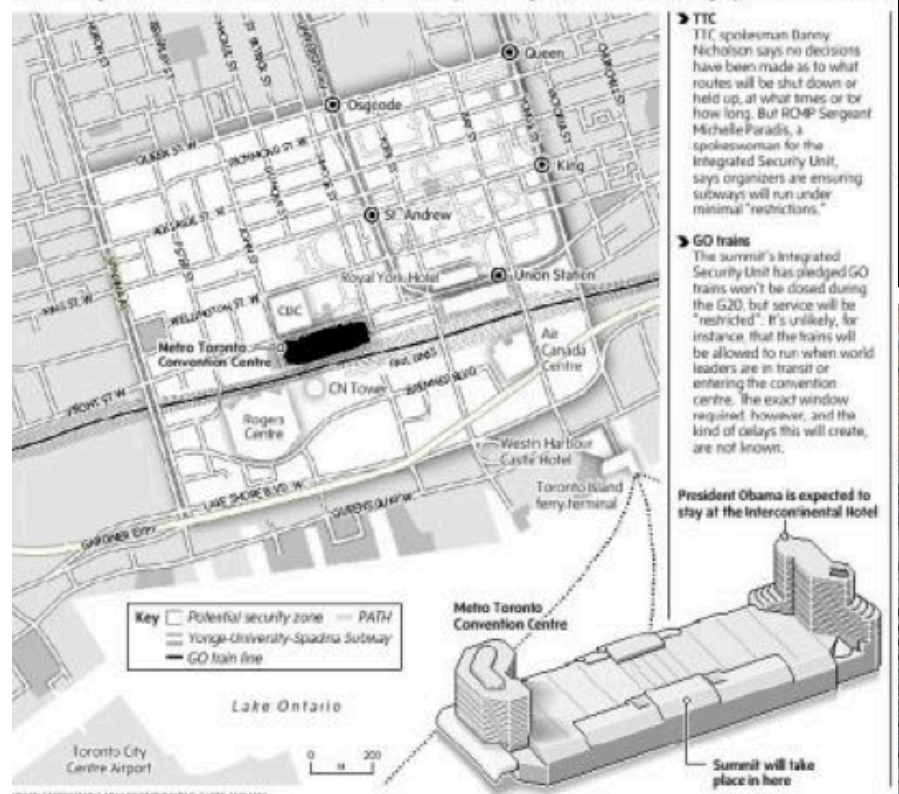 TTC
TTC spokesman Danny
Nicholson says no decisions
have been made as to what
routes will be shut down or
held up, at what times or for
how long. But RCMP Sergeant
Michelle Paradis, a
spokeswoman for the
Integrated Security Unit,
says organizers are ensuring
subways will run under
minimal "restrictions."
GO trains
The summit's Integrated
Security Unit has pledged GO
trains won't be closed during
the G20, but service will be
"restricted": It's unlikely, for
instance, that the trains will
be allowed to run when world
leaders are in transit or
entering the convention
centre. The exact window
required, however, and the
kind of delays this will create,
are not known.
President Obama is expected to
stay at the Intercontinental Hotel
Queen
Osgoode
QUEEN ST. W.
RICHMOND ST. W.
King
ADELAIDE ST. W.
JOHN ST.
St. Andrew
Royal York Hotel
Union Station
KING ST. W.
WELLINGTON ST. W.
CBC
Metro Toronto
Convention Centre
RAIL LINES
Air
Canada
Centre
CN Tower
BREMNER BLVD.
FRONT ST. W.
Rogers
Centre
Westin Harbour
Castle Hotel
LAKE SHORE BLVD. W.
Toronto Island
ferry terminal
QUEENS QUAY W.
GARDINER EXPY
Key
Potential security zone
PATH
Yonge-University-Spadina Subway
GO train line
Metro Toronto
Convention Centre
Lake Ontario
Toronto City
Centre Airport
0 200
M
Summit will take
place in here